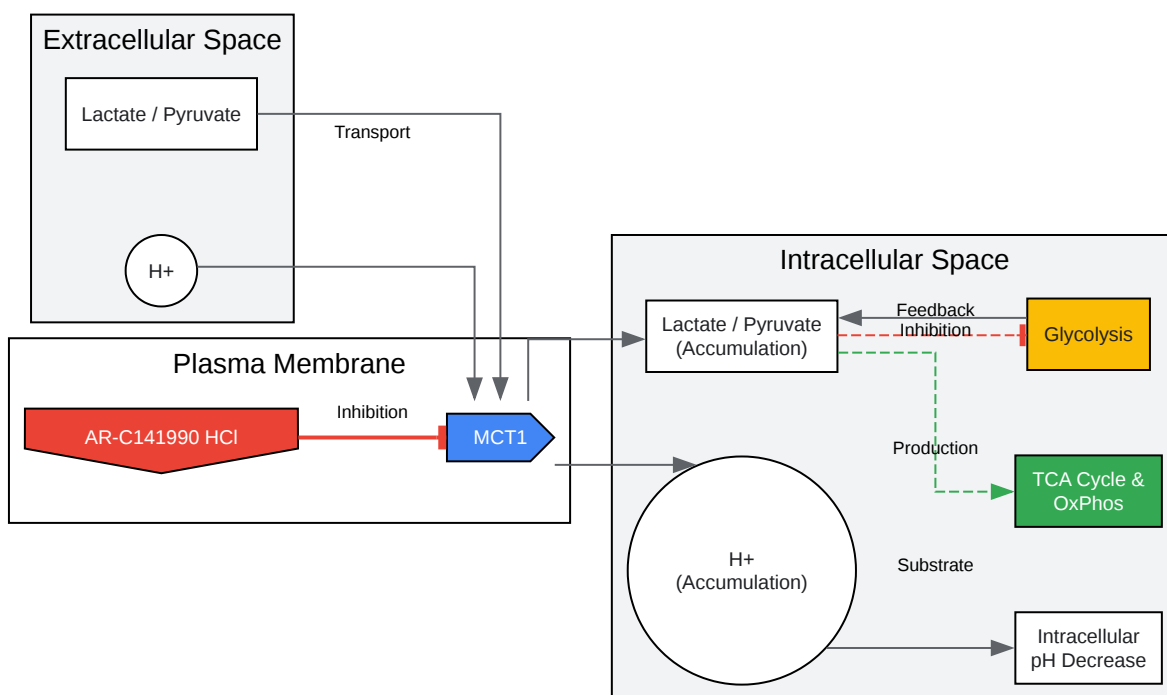 Extracellular Space
Lactate / Pyruvate
Transport
H+
Plasma Membrane
AR-C141990 HCl
Inhibition
MCT1
Intracellular Space
Lactate / Pyruvate
(Accumulation)
Feedback
Inhibition
Glycolysis
Production
TCA Cycle &
OxPhos
H+
(Accumulation)
Substrate
Intracellular
pH Decrease